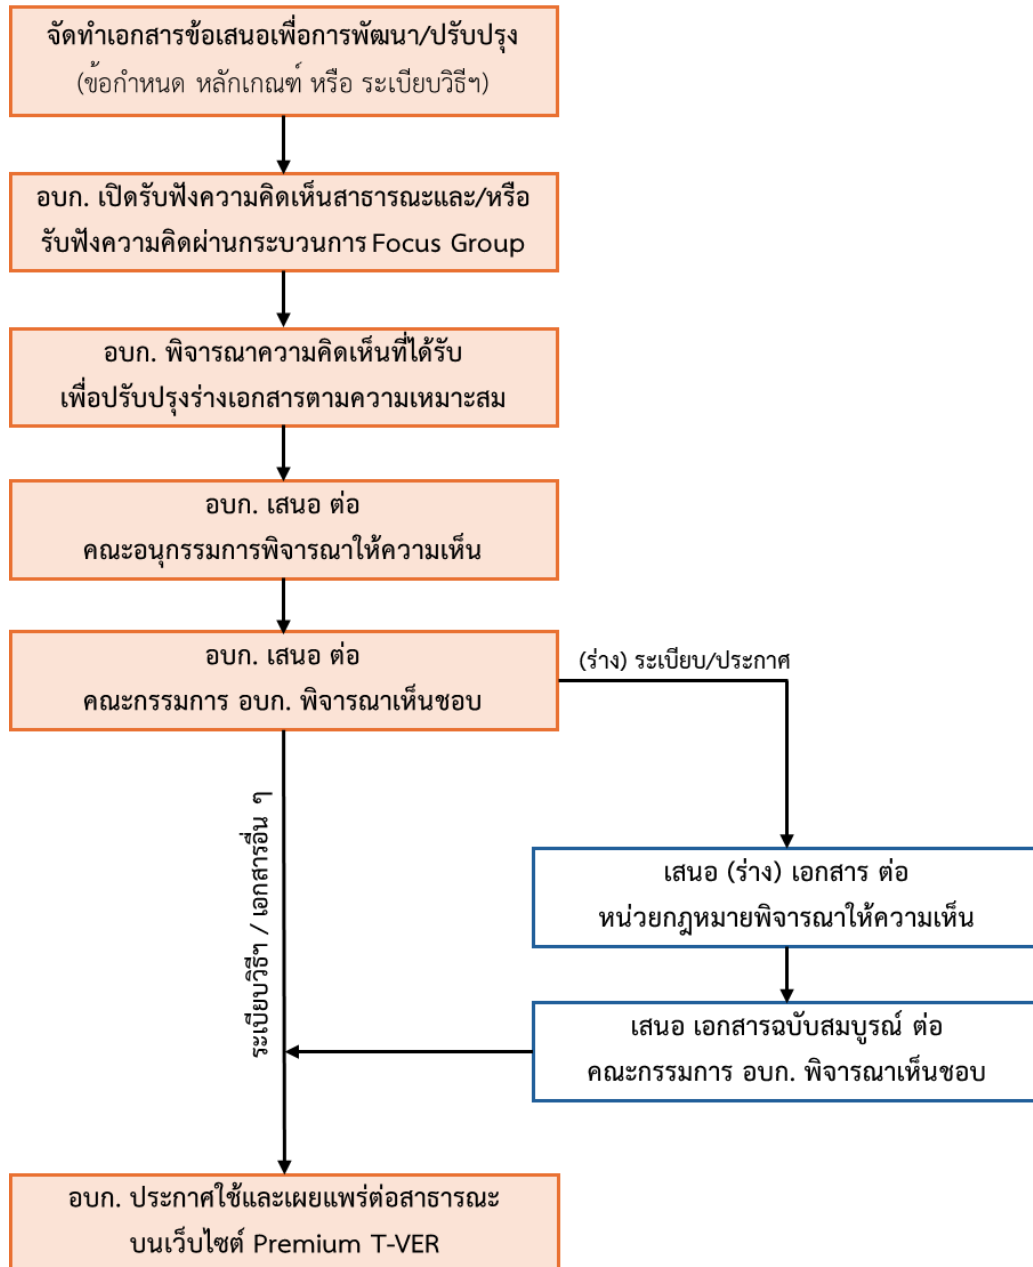 จัดทำเอกสารข้อเสนอเพื่อการพัฒนา/ปรับปรุง
(ข้อกำหนด หลักเกณฑ์ หรือ ระเบียบวิธีฯ)
อบก. เปิดรับฟังความคิดเห็นสาธารณะและ/หรือ
รับฟังความคิดผ่านกระบวนการ Focus Group
อบก. พิจารณาความคิดเห็นที่ได้รับ
เพื่อปรับปรุงร่างเอกสารตามความเหมาะสม
อบก. เสนอ ต่อ
คณะอนุกรรมการพิจารณาให้ความเห็น
อบก. เสนอ ต่อ
คณะกรรมการ อบก. พิจารณาเห็นชอบ
(ร่าง) ระเบียบ/ประกาศ
ระเบียบวิธีฯ / เอกสารอื่น ๆ
เสนอ (ร่าง) เอกสาร ต่อ
หน่วยกฎหมายพิจารณาให้ความเห็น
เสนอ เอกสารฉบับสมบูรณ์ ต่อ
คณะกรรมการ อบก. พิจารณาเห็นชอบ
อบก. ประกาศใช้และเผยแพร่ต่อสาธารณะ
บนเว็บไซต์ Premium T-VER